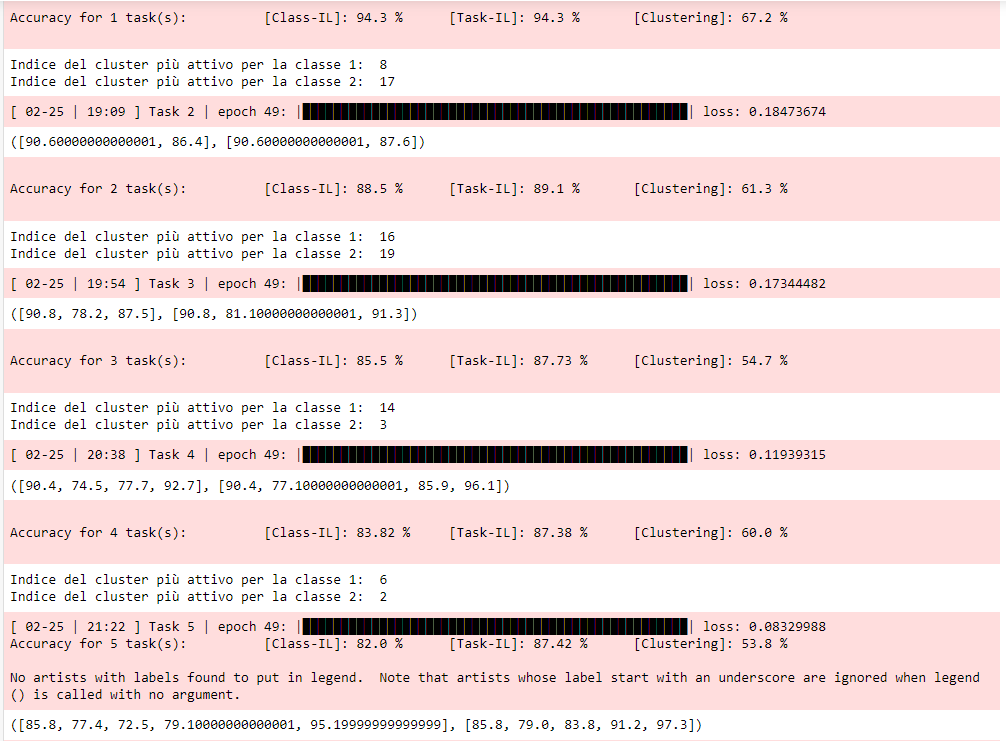 Accuracy for 1 task(s): [Class-IL]: 94.3 % [Task-IL]: 94.3 % [Clustering]: 67.2 %
Indice del cluster più attivo per la classe 1: 8
Indice del cluster più attivo per la classe 2: 17
[ 02-25 | 19:09 ] Task 2 | epoch 49: || loss: 0.18473674
([90.60000000000001, 86.4], [90.60000000000001, 87.6])
Accuracy for 2 task(s): [Class-IL]: 88.5 % [Task-IL]: 89.1 % [Clustering]: 61.3 %
Indice del cluster più attivo per la classe 1: 16
Indice del cluster più attivo per la classe 2: 19
[ 02-25 | 19:54 ] Task 3 | epoch 49: || loss: 0.17344482
([90.8, 78.2, 87.5], [90.8, 81.10000000000001, 91.3])
Accuracy for 3 task(s): [Class-IL]: 85.5 % [Task-IL]: 87.73 % [Clustering]: 54.7 %
Indice del cluster più attivo per la classe 1: 14
Indice del cluster più attivo per la classe 2: 3
[ 02-25 | 20:38 ] Task 4 | epoch 49: || loss: 0.11939315
([90.4, 74.5, 77.7, 92.7], [90.4, 77.10000000000001, 85.9, 96.1])
Accuracy for 4 task(s): [Class-IL]: 83.82 % [Task-IL]: 87.38 % [Clustering]: 60.0 %
Indice del cluster più attivo per la classe 1: 6
Indice del cluster più attivo per la classe 2: 2
[ 02-25 | 21:22 ] Task 5 | epoch 49: || loss: 0.08329988
Accuracy for 5 task(s): [Class-IL]: 82.0 % [Task-IL]: 87.42 % [Clustering]: 53.8 %
No artists with labels found to put in legend. Note that artists whose label start with an underscore are ignored when legend
() is called with no argument.
([85.8, 77.4, 72.5, 79.10000000000001, 95.19999999999999], [85.8, 79.0, 83.8, 91.2, 97.3])